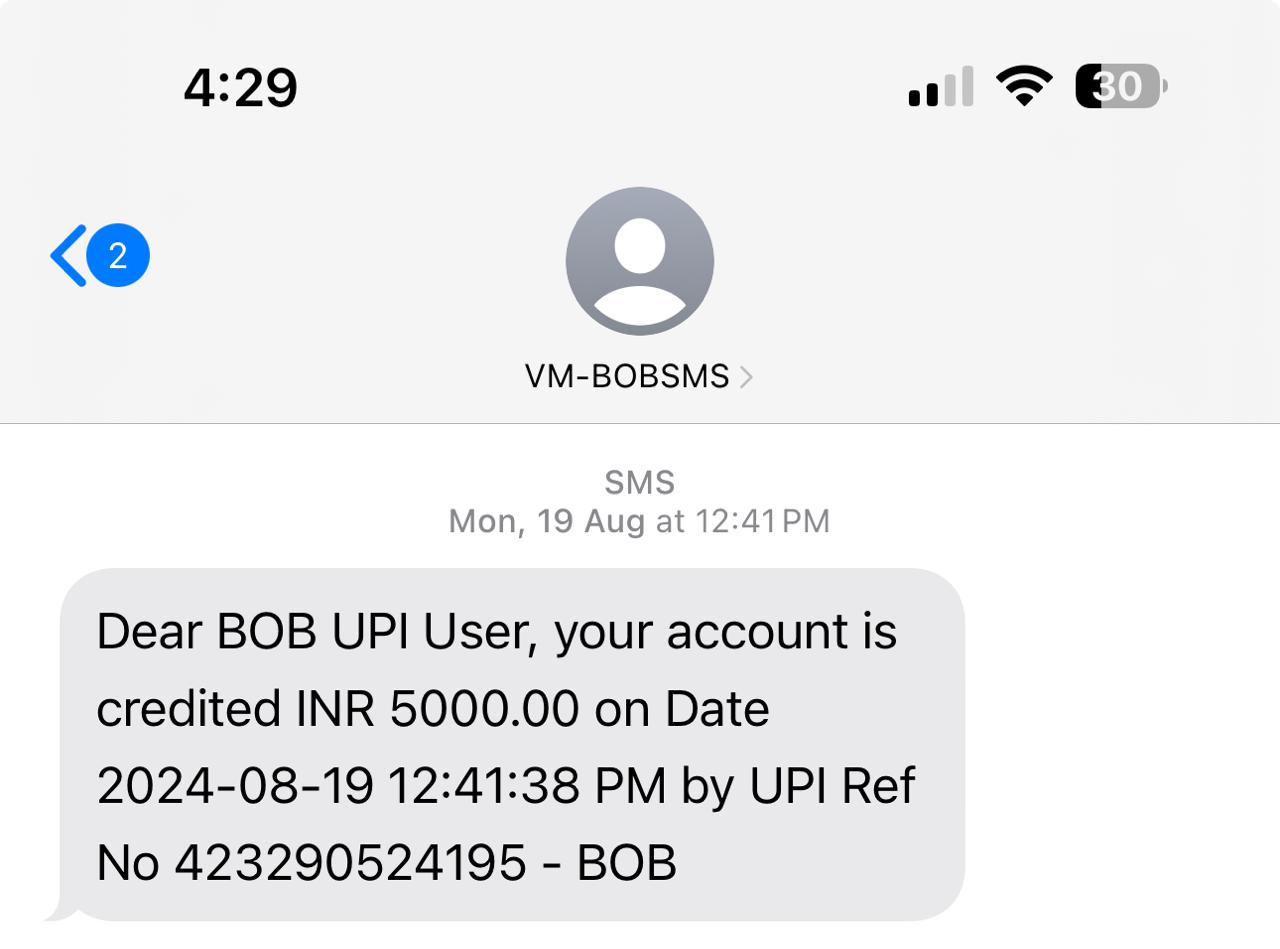 4:29
30
2
VM-BOBSMS
SMS
Mon, 19 Aug at 12:41 PM
Dear BOB UPI User, your account is
credited INR 5000.00 on Date
2024-08-19 12:41:38 PM by UPI Ref
No 423290524195 - BOB